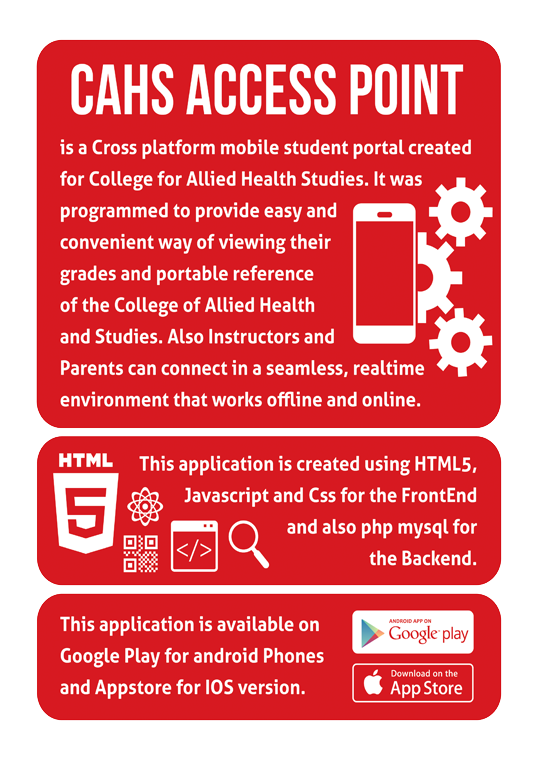 CAHS ACCESS POINT
is a Cross platform mobile student portal created
for College for Allied Health Studies. It was
programmed to provide easy and
convenient way of viewing their
grades and portable reference
of the College of Allied Health
and Studies. Also Instructors and
Parents can connect in a seamless, realtime
environment that works offline and online.
HTML
5
This application is created using HTML5,
Javascript and Css for the FrontEnd
and also php mysql for
the Backend.
</>
This application is available on
Google Play for android Phones
and Appstore for IOS version.
ANDROID APP ON
Google play
Download on the
App Store